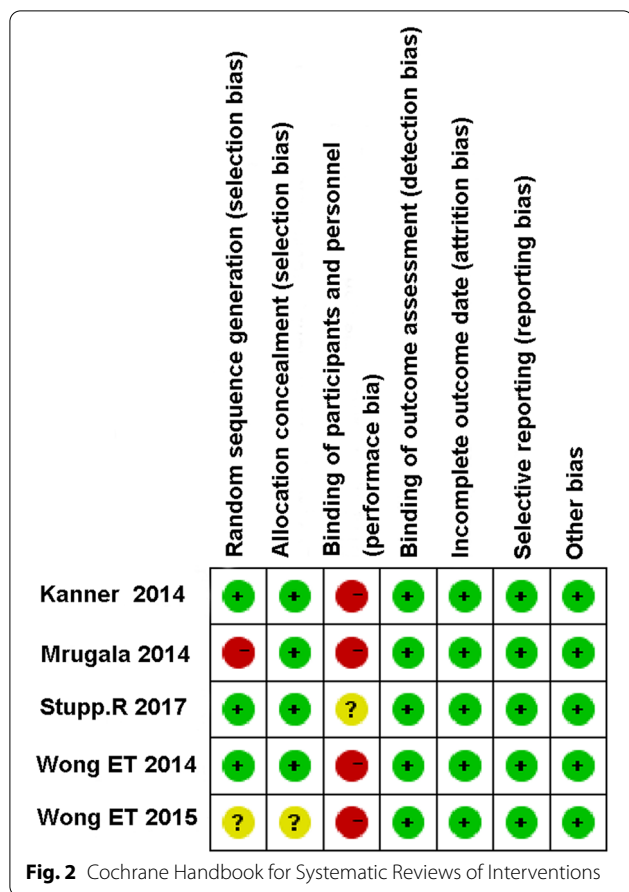 Random sequence generation (selection bias)
Allocation concealment (selection bias)
Binding of participants and personnel
(performace bia)
Binding of outcome assessment (detection bias)
Incomplete outcome date (attrition bias)
Selective reporting (reporting bias)
Other bias
Kanner 2014 + + - + + + +
Mrugala 2014 - + - + + + +
Stupp.R 2017 + + ? + + + +
Wong ET 2014 + + - + + + +
Wong ET 2015 ? ? - + + + +
Fig. 2 Cochrane Handbook for Systematic Reviews of Interventions